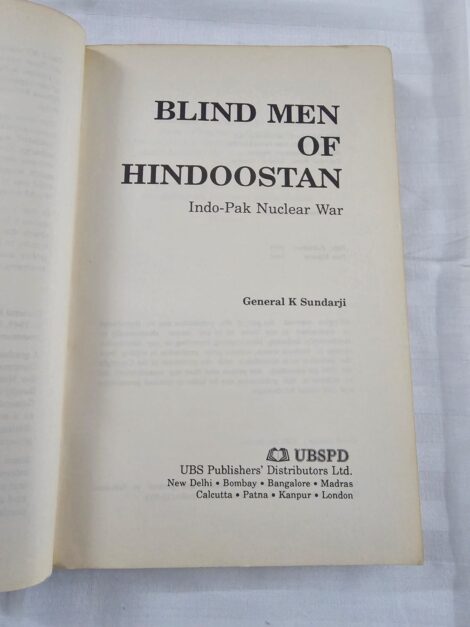 BLIND MEN
OF
HINDOOSTAN
Indo-Pak Nuclear War
General K Sundarji
UBSPD
UBS Publishers' Distributors Ltd.
New Delhi • Bombay • Bangalore • Madras
Calcutta • Patna • Kanpur • London